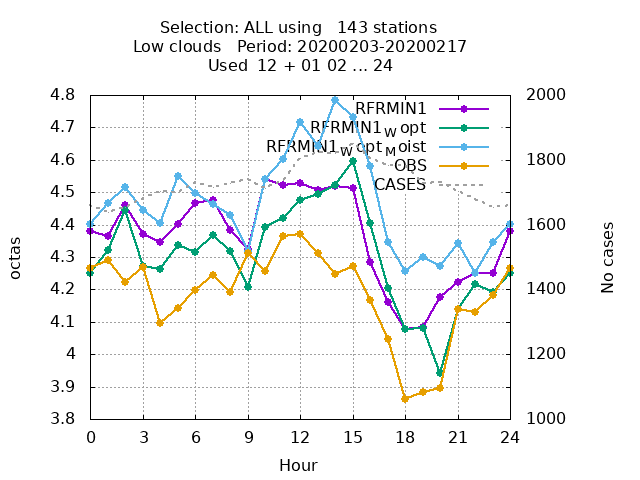 Selection: ALL using   143 stations
Low clouds   Period: 20200203-20200217
Used  12 + 01 02 ... 24
RFRMIN1
RFRMIN1_W opt
RFRMIN1_W opt_M oist
OBS
CASES
4.8
4.7
4.6
4.5
4.4
4.3
4.2
4.1
4
3.9
3.8
octas
2000
1800
1600
1400
1200
1000
No cases
0 3 6 9 12 15 18 21 24
Hour